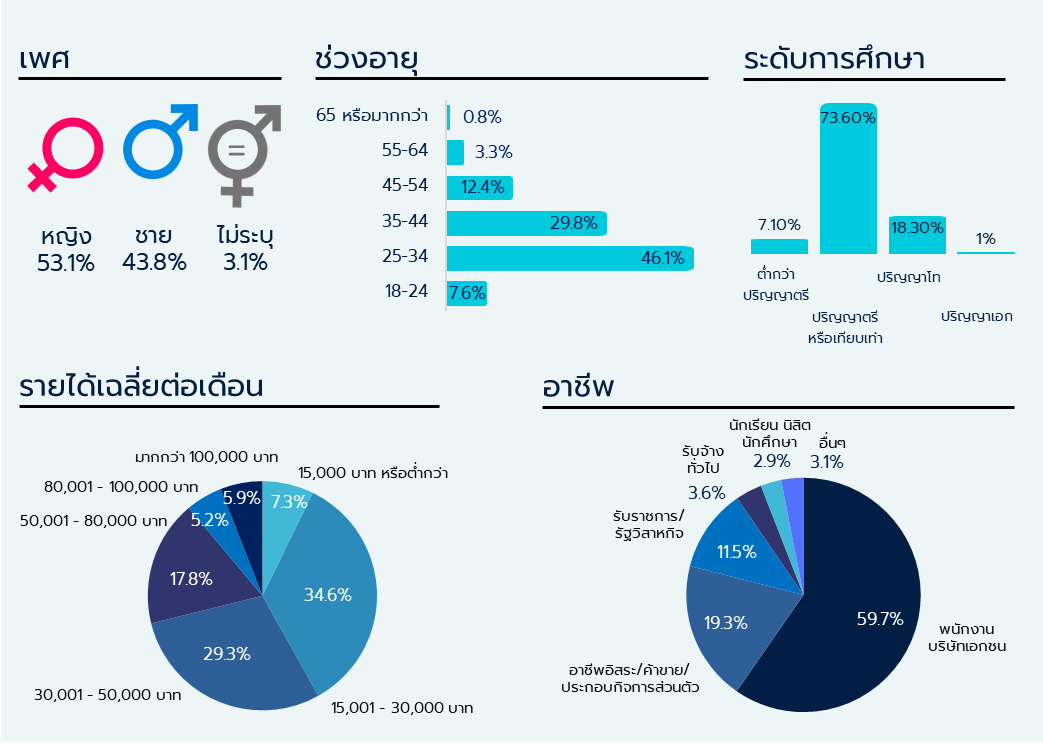 เพศ
หญิง
53.1%
ชาย
43.8%
ไม่ระบุ
3.1%
ช่วงอายุ
65 หรือมากกว่า 0.8%
55-64 3.3%
45-54 12.4%
35-44 29.8%
25-34 46.1%
18-24 7.6%
ระดับการศึกษา
7.10%
ต่ำกว่า
ปริญญาตรี
73.60%
ปริญญาตรี
หรือเทียบเท่า
18.30%
ปริญญาโท
1%
ปริญญาเอก
รายได้เฉลี่ยต่อเดือน
มากกว่า 100,000 บาท
5.9%
15,000 บาท หรือต่ำกว่า
7.3%
80,001 - 100,000 บาท
5.2%
50,001 - 80,000 บาท
17.8%
34.6%
29.3%
30,001 - 50,000 บาท
15,001 - 30,000 บาท
อาชีพ
นักเรียน นิสิต
นักศึกษา
2.9%
อื่นๆ
3.1%
รับจ้าง
ทั่วไป
3.6%
รับราชการ/
รัฐวิสาหกิจ
11.5%
19.3%
59.7%
พนักงาน
บริษัทเอกชน
อาชีพอิสระ/ค้าขาย/
ประกอบกิจการส่วนตัว